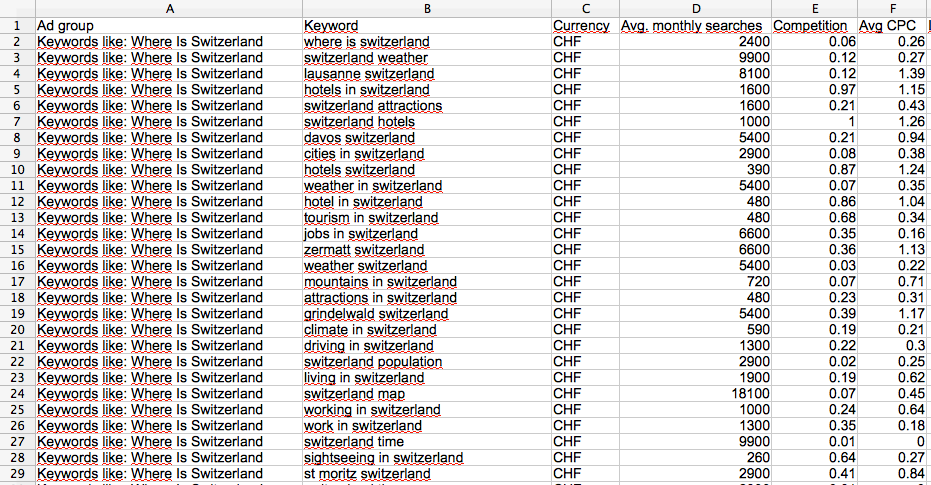 A B C D E F
1 Ad group Keyword Currency Avg. monthly searches Competition Avg CPC
2 Keywords like: Where Is Switzerland where is switzerland CHF 2400 0.06 0.26
3 Keywords like: Where Is Switzerland switzerland weather CHF 9900 0.12 0.27
4 Keywords like: Where Is Switzerland lausanne switzerland CHF 8100 0.12 1.39
5 Keywords like: Where Is Switzerland hotels in switzerland CHF 1600 0.97 1.15
6 Keywords like: Where Is Switzerland switzerland attractions CHF 1600 0.21 0.43
7 Keywords like: Where Is Switzerland switzerland hotels CHF 1000 1 1.26
8 Keywords like: Where Is Switzerland davos switzerland CHF 5400 0.21 0.94
9 Keywords like: Where Is Switzerland cities in switzerland CHF 2900 0.08 0.38
10 Keywords like: Where Is Switzerland hotels switzerland CHF 390 0.87 1.24
11 Keywords like: Where Is Switzerland weather in switzerland CHF 5400 0.07 0.35
12 Keywords like: Where Is Switzerland hotel in switzerland CHF 480 0.86 1.04
13 Keywords like: Where Is Switzerland tourism in switzerland CHF 480 0.68 0.34
14 Keywords like: Where Is Switzerland jobs in switzerland CHF 6600 0.35 0.16
15 Keywords like: Where Is Switzerland zermatt switzerland CHF 6600 0.36 1.13
16 Keywords like: Where Is Switzerland weather switzerland CHF 5400 0.03 0.22
17 Keywords like: Where Is Switzerland mountains in switzerland CHF 720 0.07 0.71
18 Keywords like: Where Is Switzerland attractions in switzerland CHF 480 0.23 0.31
19 Keywords like: Where Is Switzerland grindelwald switzerland CHF 5400 0.39 1.17
20 Keywords like: Where Is Switzerland climate in switzerland CHF 590 0.19 0.21
21 Keywords like: Where Is Switzerland driving in switzerland CHF 1300 0.22 0.3
22 Keywords like: Where Is Switzerland switzerland population CHF 2900 0.02 0.25
23 Keywords like: Where Is Switzerland living in switzerland CHF 1900 0.19 0.62
24 Keywords like: Where Is Switzerland switzerland map CHF 18100 0.07 0.45
25 Keywords like: Where Is Switzerland working in switzerland CHF 1000 0.24 0.64
26 Keywords like: Where Is Switzerland work in switzerland CHF 1300 0.35 0.18
27 Keywords like: Where Is Switzerland switzerland time CHF 9900 0.01 0
28 Keywords like: Where Is Switzerland sightseeing in switzerland CHF 260 0.64 0.27
29 Keywords like: Where Is Switzerland st moritz switzerland CHF 2900 0.41 0.84